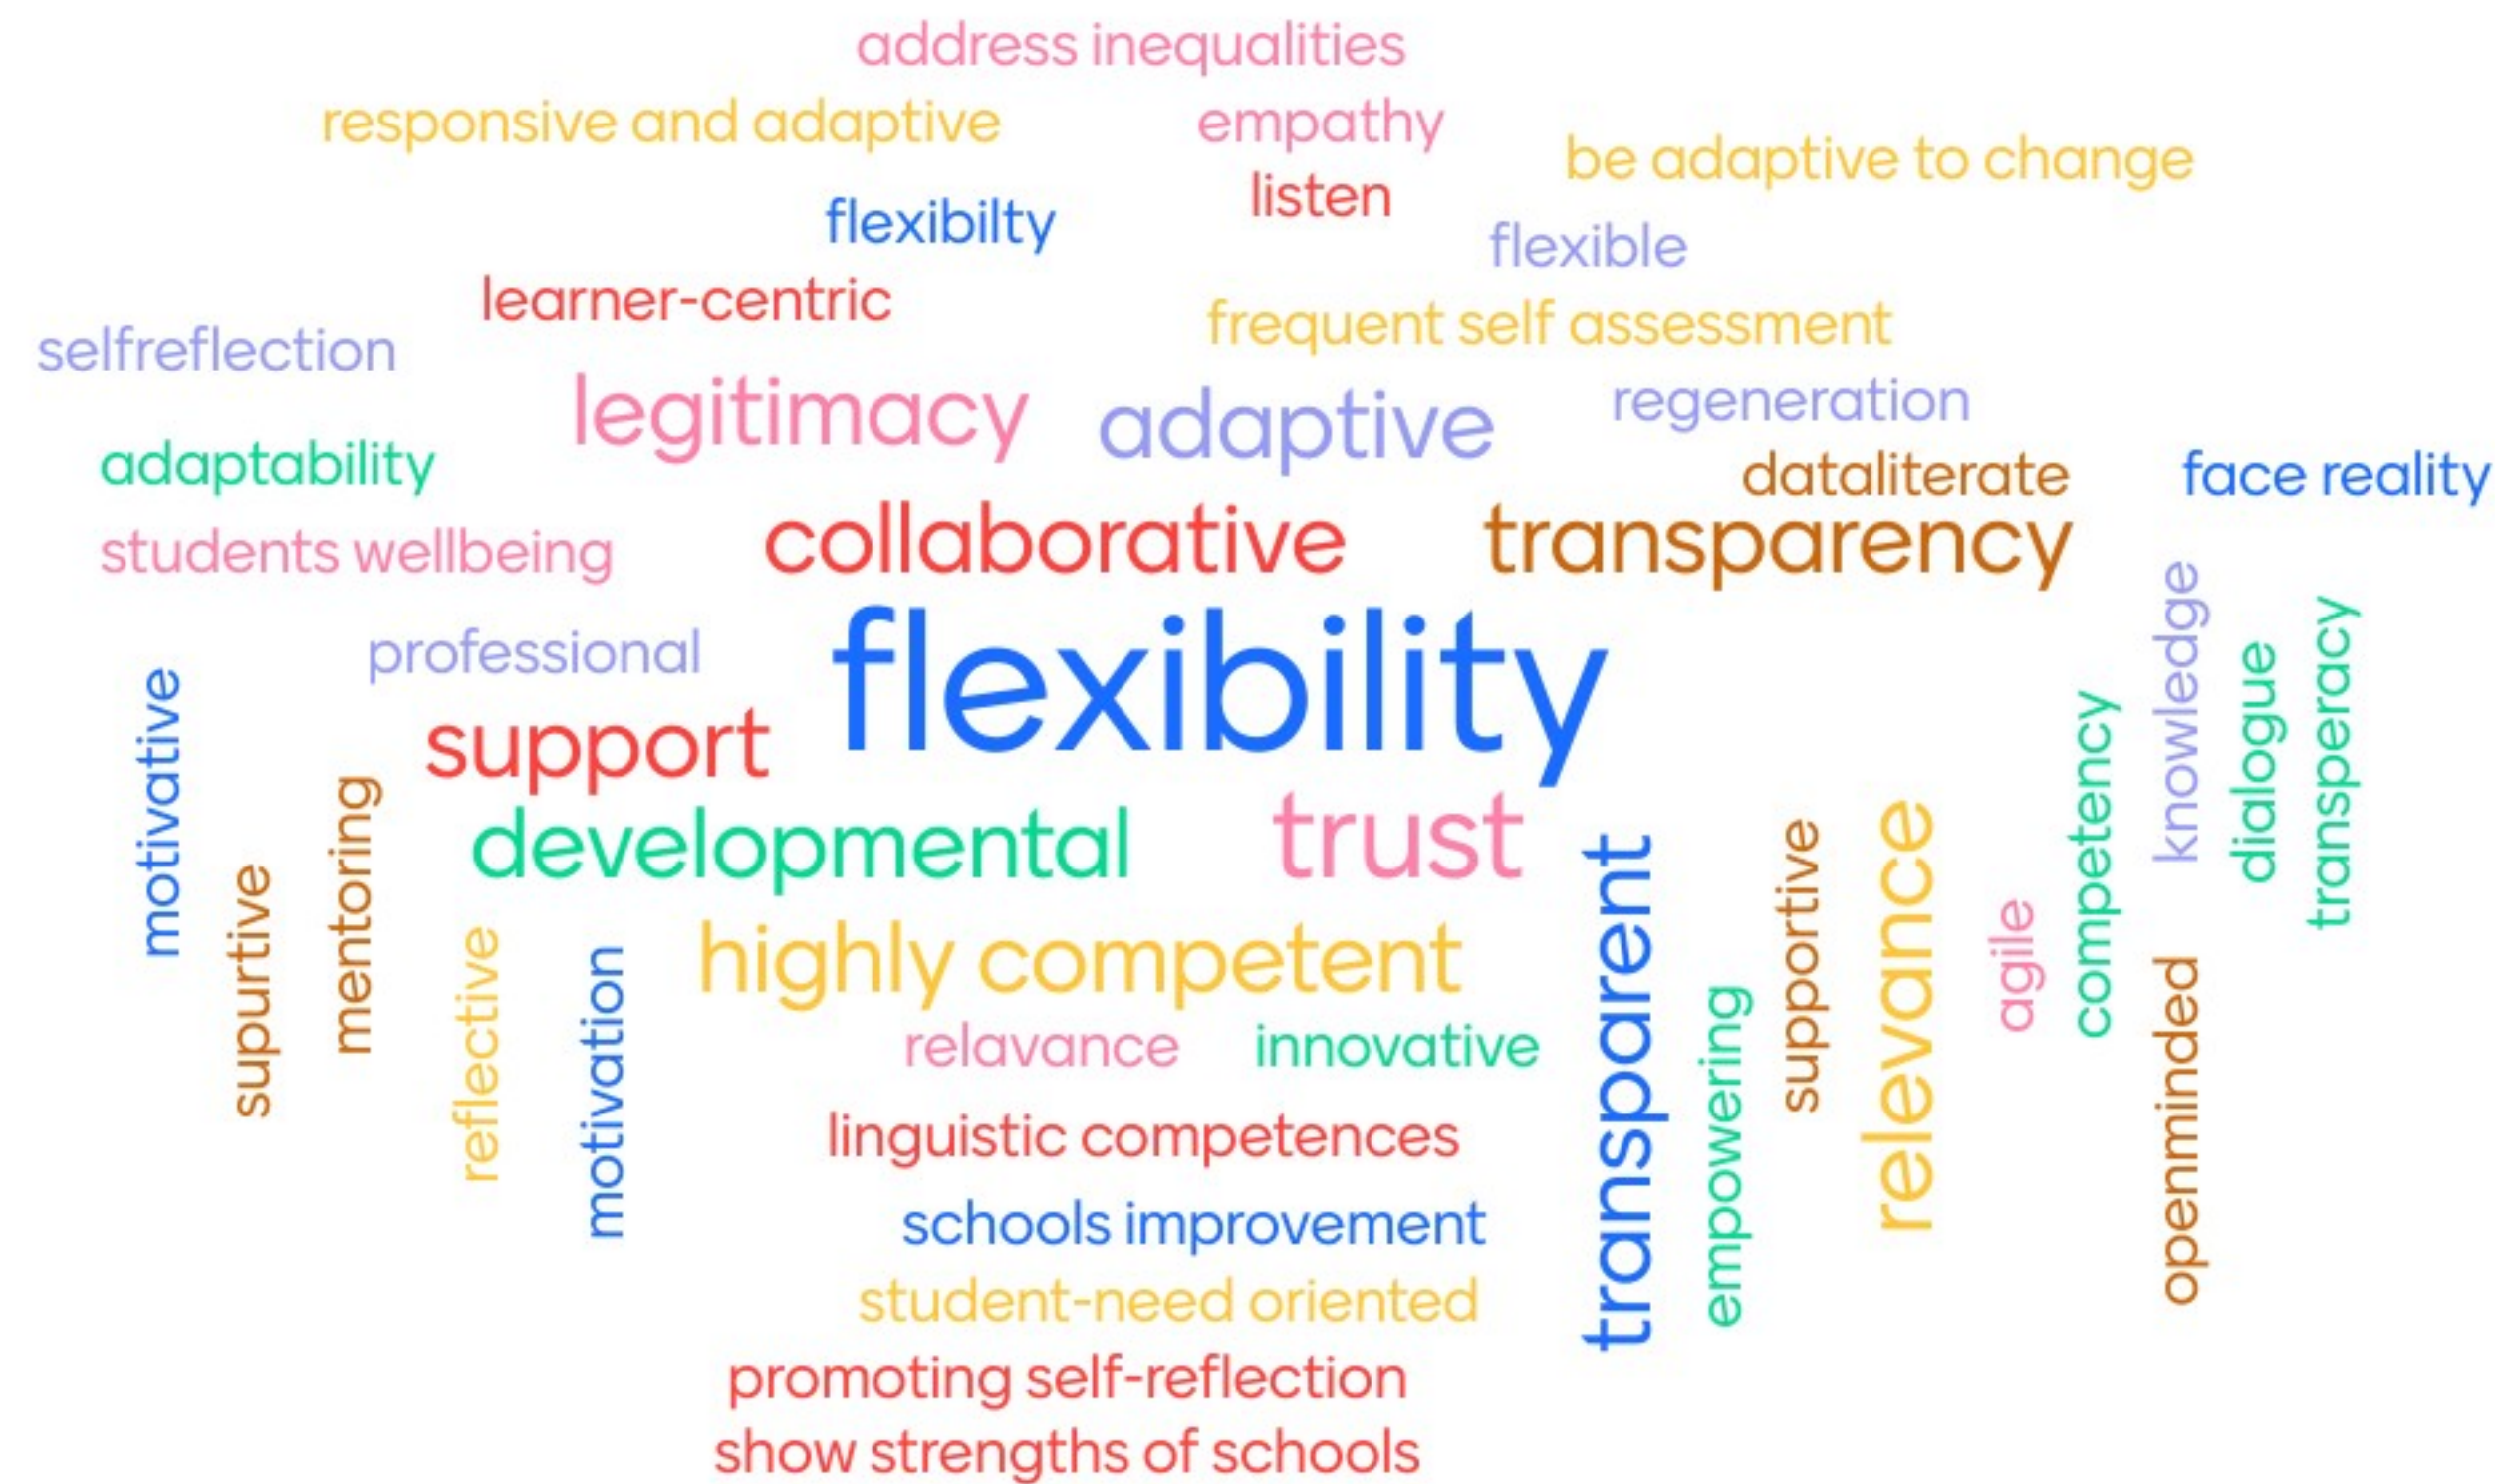 address inequalities
responsive and adaptive
empathy
be adaptive to change
listen
flexibilty
flexible
learner-centric
frequent self assessment
selfreflection
legitimacy
adaptive
regeneration
adaptability
dataliterate
face reality
students wellbeing
collaborative
transparency
professional
flexibility
support
developmental
trust
highly competent
relavance
innovative
linguistic competences
schools improvement
student-need oriented
promoting self-reflection
show strengths of schools
motivative
supurtive
mentoring
reflective
motivation
transparent
empowering
supportive
relevance
agile
competency
knowledge
openminded
dialogue
transperacy